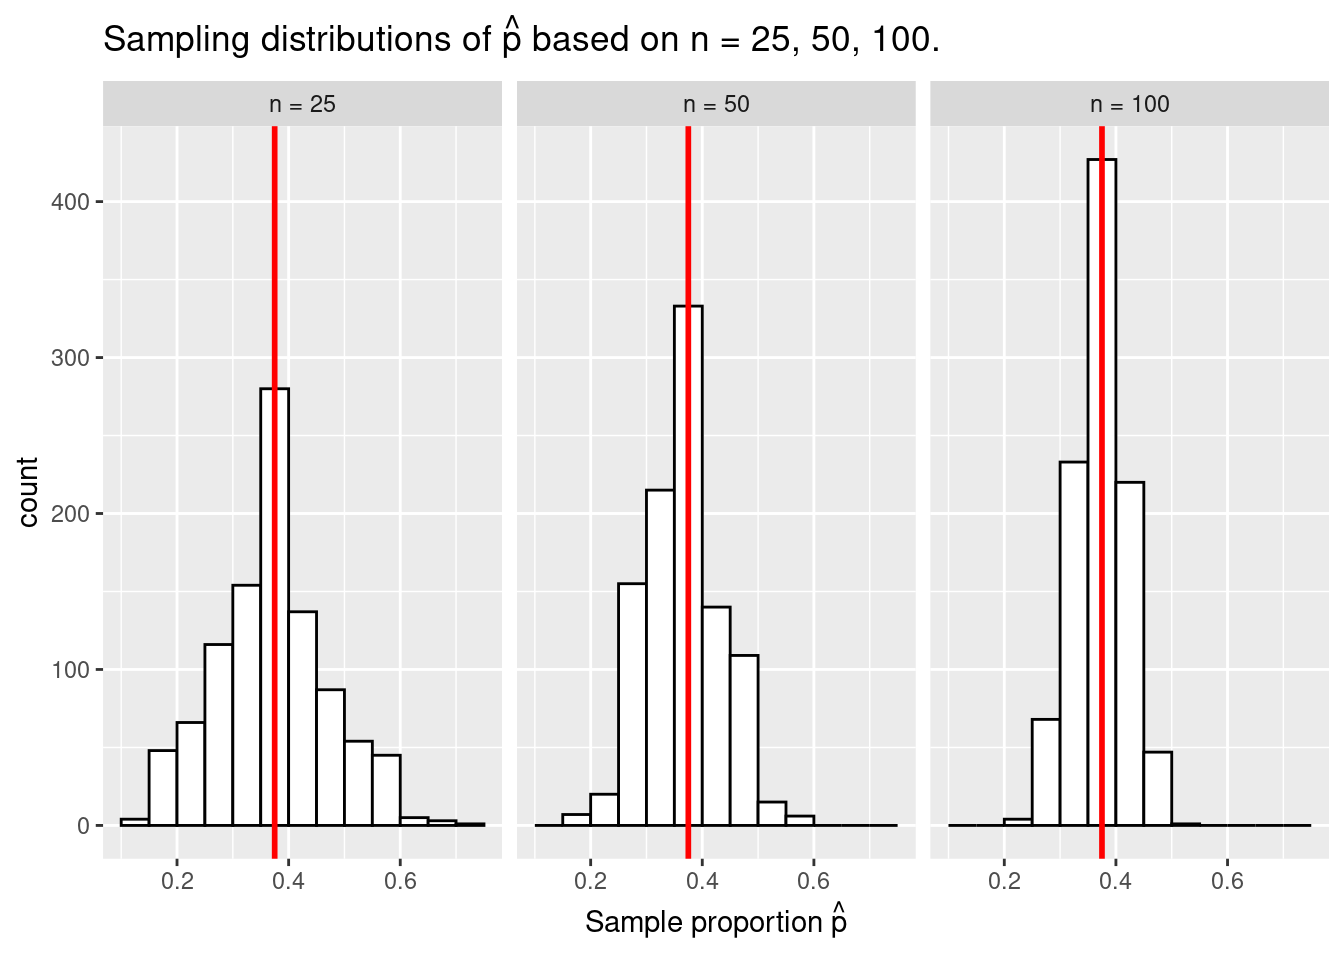 Sampling distributions of p̂ based on n = 25, 50, 100.
n = 25
n = 50
n = 100
count
400
300
200
100
0
0.2 0.4 0.6
0.2 0.4 0.6
0.2 0.4 0.6
Sample proportion p̂